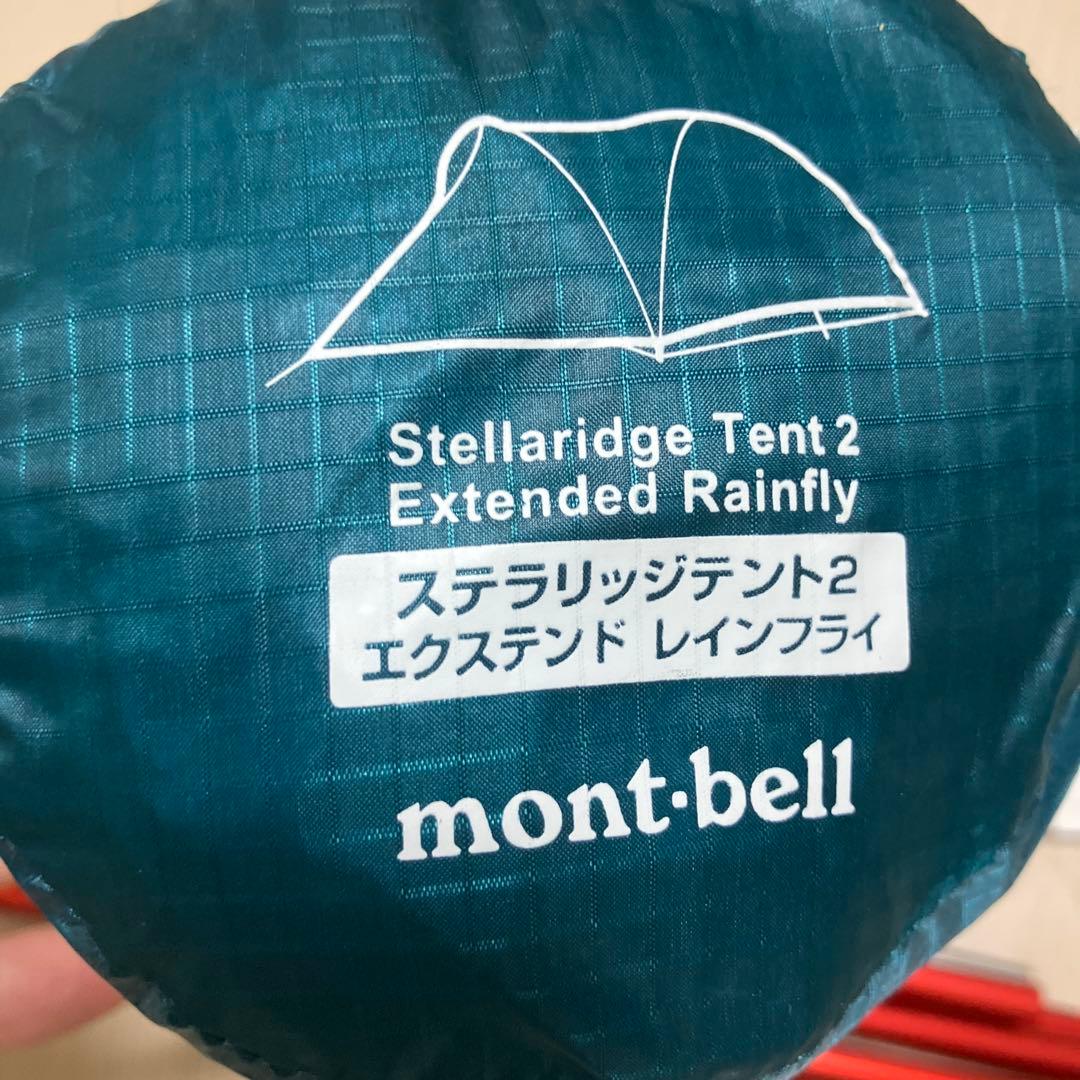 Stellaridge Tent 2
Extended Rainfly
ステラリッジテント2
エクステンド レインフライ
mont·bell